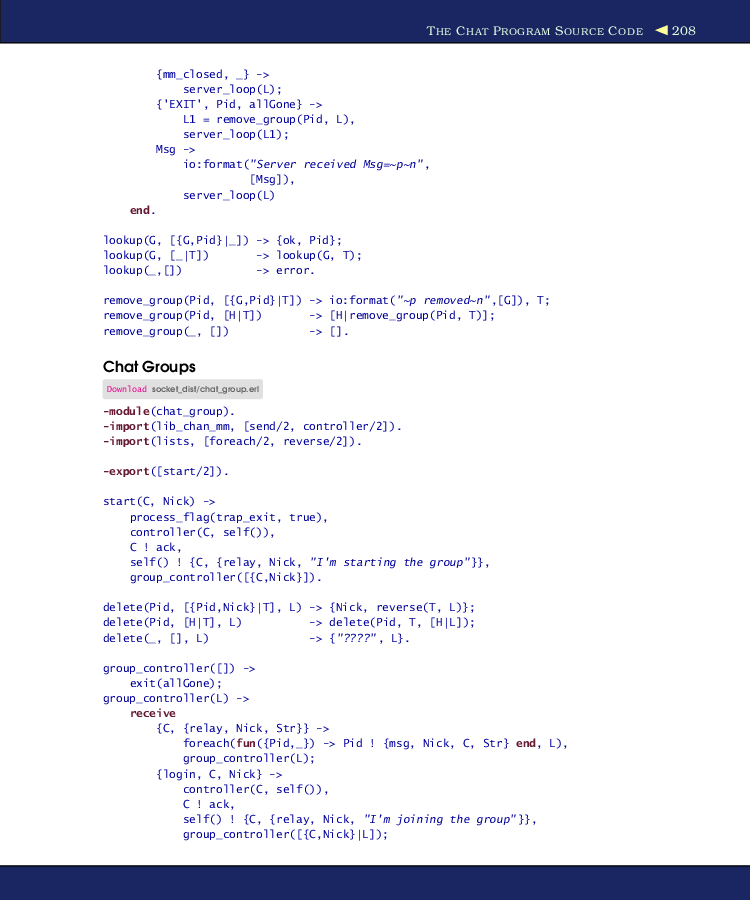 THE CHAT PROGRAM SOURCE CODE ◀ 208
        {mm_closed, _} ->
            server_loop(L);
        {'EXIT', Pid, allGone} ->
            L1 = remove_group(Pid, L),
            server_loop(L1);
        Msg ->
            io:format("Server received Msg=~p~n",
                      [Msg]),
            server_loop(L)
    end.
lookup(G, [{G,Pid}|_]) -> {ok, Pid};
lookup(G, [_|T])       -> lookup(G, T);
lookup(_,[])           -> error.
remove_group(Pid, [{G,Pid}|T]) -> io:format("~p removed~n",[G]), T;
remove_group(Pid, [H|T])       -> [H|remove_group(Pid, T)];
remove_group(_, [])            -> [].
Chat Groups
Download socket_dist/chat_group.erl
-module(chat_group).
-import(lib_chan_mm, [send/2, controller/2]).
-import(lists, [foreach/2, reverse/2]).
-export([start/2]).
start(C, Nick) ->
    process_flag(trap_exit, true),
    controller(C, self()),
    C ! ack,
    self() ! {C, {relay, Nick, "I'm starting the group"}},
    group_controller([{C,Nick}]).
delete(Pid, [{Pid,Nick}|T], L) -> {Nick, reverse(T, L)};
delete(Pid, [H|T], L)          -> delete(Pid, T, [H|L]);
delete(_, [], L)               -> {"????", L}.
group_controller([]) ->
    exit(allGone);
group_controller(L) ->
    receive
        {C, {relay, Nick, Str}} ->
            foreach(fun({Pid,_}) -> Pid ! {msg, Nick, C, Str} end, L),
            group_controller(L);
        {login, C, Nick} ->
            controller(C, self()),
            C ! ack,
            self() ! {C, {relay, Nick, "I'm joining the group"}},
            group_controller([{C,Nick}|L]);